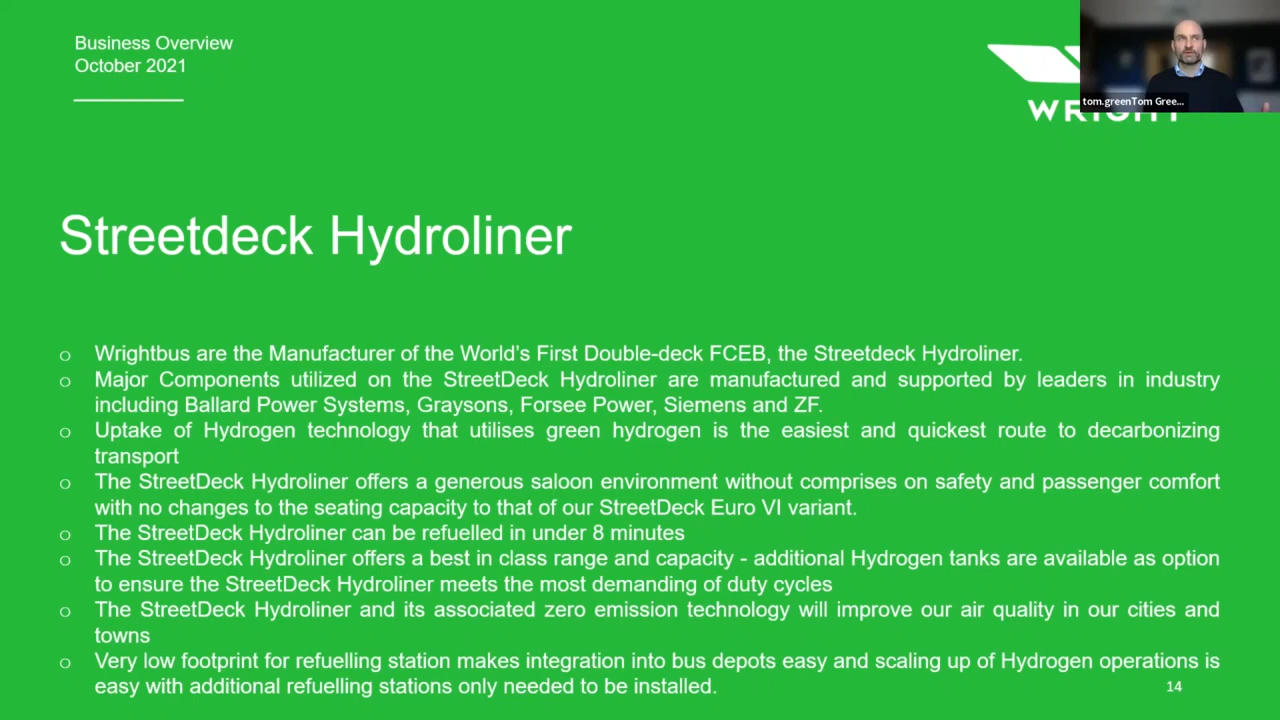 Business Overview
October 2021
tom.greenTom Gree...
WRIGHT
Streetdeck Hydroliner
o Wrightbus are the Manufacturer of the World's First Double-deck FCEB, the Streetdeck Hydroliner.
o Major Components utilized on the StreetDeck Hydroliner are manufactured and supported by leaders in industry
including Ballard Power Systems, Graysons, Forsee Power, Siemens and ZF.
o Uptake of Hydrogen technology that utilises green hydrogen is the easiest and quickest route to decarbonizing
transport
o The StreetDeck Hydroliner offers a generous saloon environment without comprises on safety and passenger comfort
with no changes to the seating capacity to that of our StreetDeck Euro VI variant.
o The StreetDeck Hydroliner can be refuelled in under 8 minutes
o The StreetDeck Hydroliner offers a best in class range and capacity - additional Hydrogen tanks are available as option
to ensure the StreetDeck Hydroliner meets the most demanding of duty cycles
o The StreetDeck Hydroliner and its associated zero emission technology will improve our air quality in our cities and
towns
o Very low footprint for refuelling station makes integration into bus depots easy and scaling up of Hydrogen operations is
easy with additional refuelling stations only needed to be installed.
14